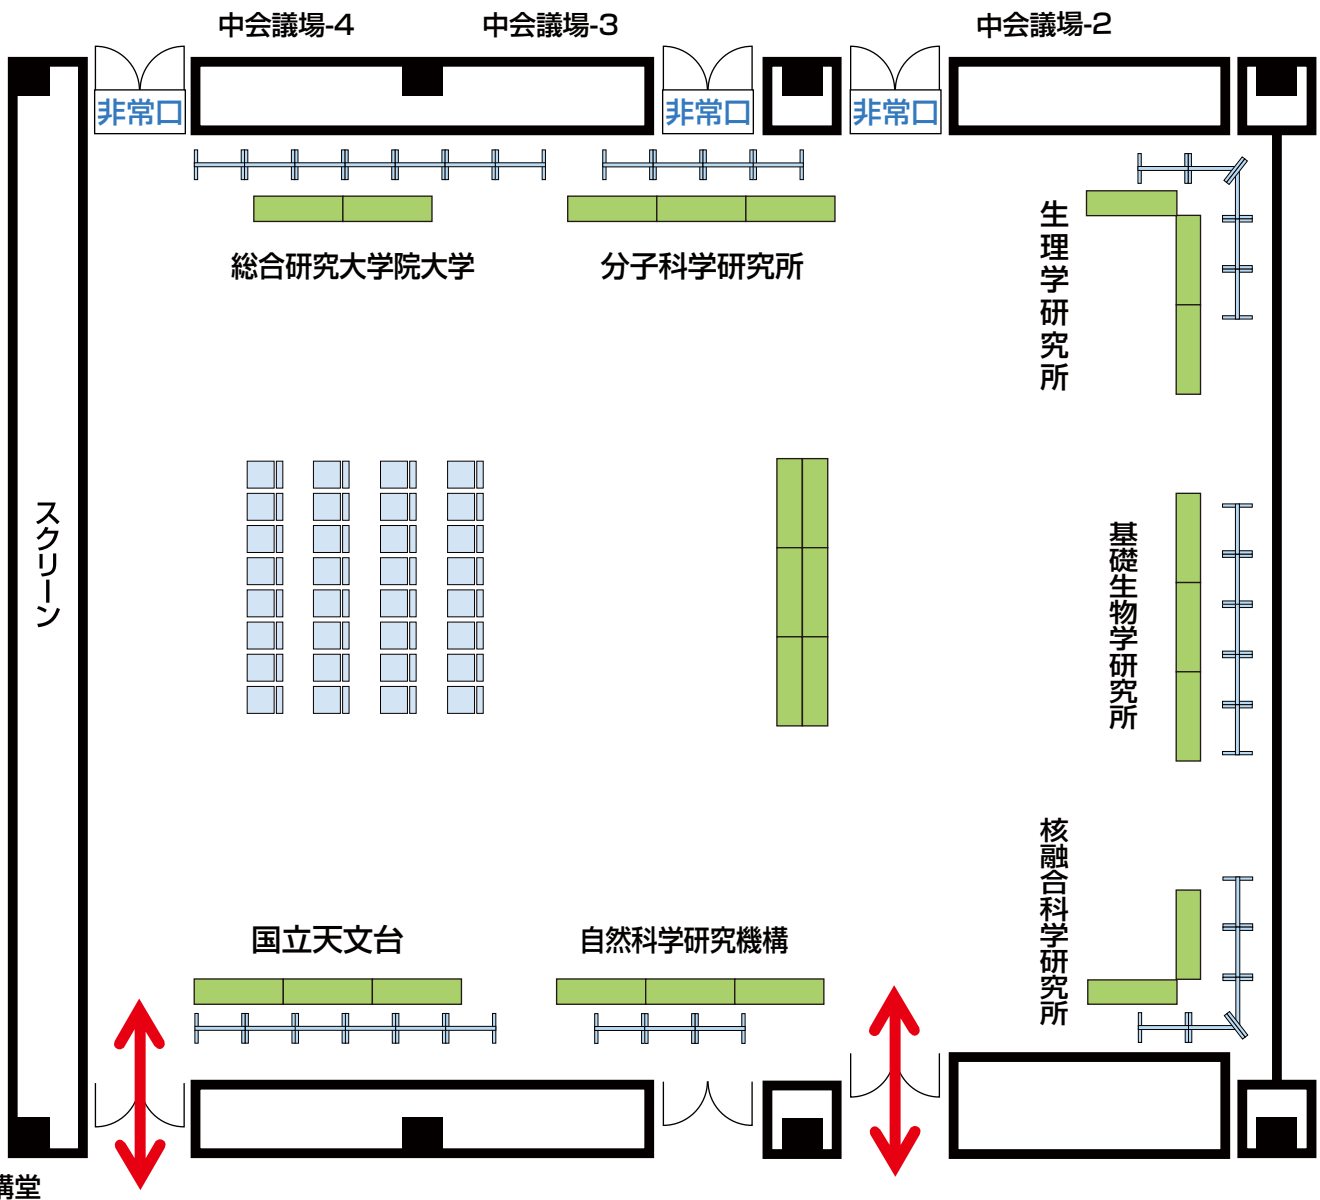 中会議場-4
中会議場-3
中会議場-2
非常口
非常口
非常口
総合研究大学院大学
分子科学研究所
生理学研究所
スクリーン
基礎生物学研究所
核融合科学研究所
国立天文台
自然科学研究機構
講堂